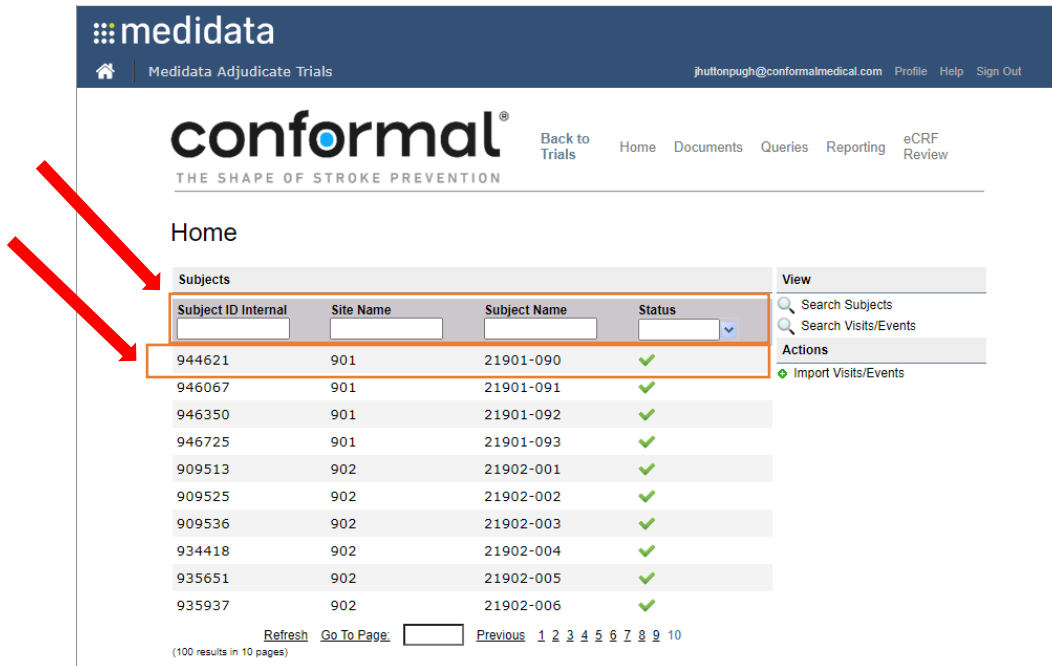 medidata
Medidata Adjudicate Trials jhuttonpugh@conformalmedical.com Profile Help Sign Out
conformal®
THE SHAPE OF STROKE PREVENTION
Back to Trials Home Documents Queries Reporting eCRF Review
Home
Subjects View
Subject ID Internal Site Name Subject Name Status
Search Subjects
Search Visits/Events
Actions
Import Visits/Events
944621 901 21901-090
946067 901 21901-091
946350 901 21901-092
946725 901 21901-093
909513 902 21902-001
909525 902 21902-002
909536 902 21902-003
934418 902 21902-004
935651 902 21902-005
935937 902 21902-006
Refresh Go To Page: Previous 1 2 3 4 5 6 7 8 9 10
(100 results in 10 pages)